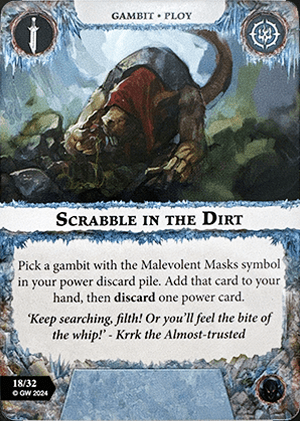 GAMBIT • PLOY
SCRABBLE IN THE DIRT
Pick a gambit with the Malevolent Masks symbol
in your power discard pile. Add that card to your
hand, then discard one power card.
‘Keep searching, filth! Or you’ll feel the bite of
the whip!’ - Krrk the Almost-trusted
18/32
© GW 2024